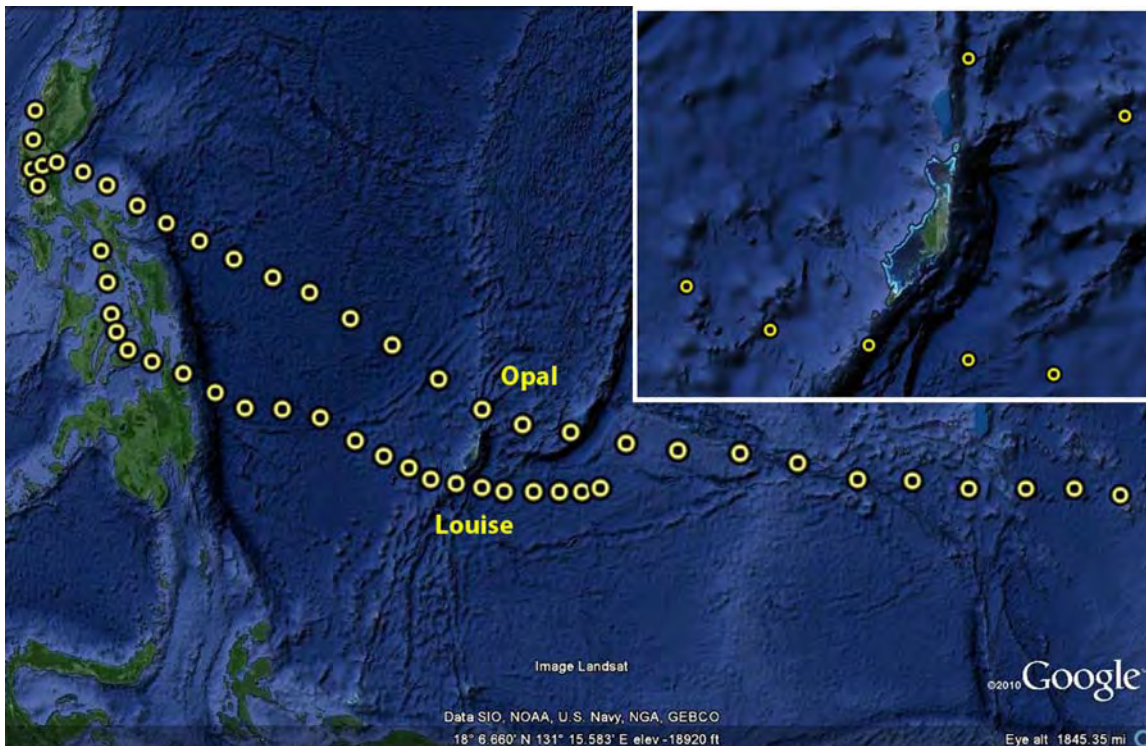 Opal
Louise
Image Landsat
©2010 Google
Data SIO, NOAA, U.S. Navy, NGA, GEBCO
18° 6.660' N 131° 15.583' E elev -18920 ft
Eye alt 1845.35 mi